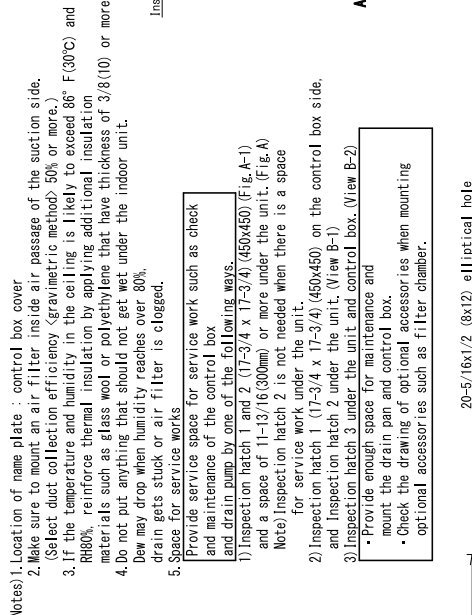 Notes) 1. Location of name plate : control box cover
2. Make sure to mount an air filter inside air passage of the suction side.
(Select duct collection efficiency <gravimetric method> 50% or more.)
3. If the temperature and humidity in the ceiling is likely to exceed 86° F(30°C) and
RH80%, reinforce thermal insulation by applying additional insulation
materials such as glass wool or polyethylene that have thickness of 3/8(10) or more
4. Do not put anything that should not get wet under the indoor unit.
Dew may drop when humidity reaches over 80%.
drain gets stuck or air filter is clogged.
5. Space for service works
Provide service space for service work such as check
and maintenance of the control box
and drain pump by one of the following ways.
1) Inspection hatch 1 and 2 (17-3/4 x 17-3/4) (450x450) (Fig. A-1)
and a space of 11-13/16(300mm) or more under the unit. (Fig. A)
Note) Inspection hatch 2 is not needed when there is a space
for service work under the unit.
2) Inspection hatch 1 (17-3/4 x 17-3/4) (450x450) on the control box side,
and Inspection hatch 2 under the unit. (View B-1)
3) Inspection hatch 3 under the unit and control box. (View B-2)
• Provide enough space for maintenance and
mount the drain pan and control box.
• Check the drawing of optional accessories when mounting
optional accessories such as filter chamber.
Ins
A
20-5/16x1/2 (8x12) elliptical hole